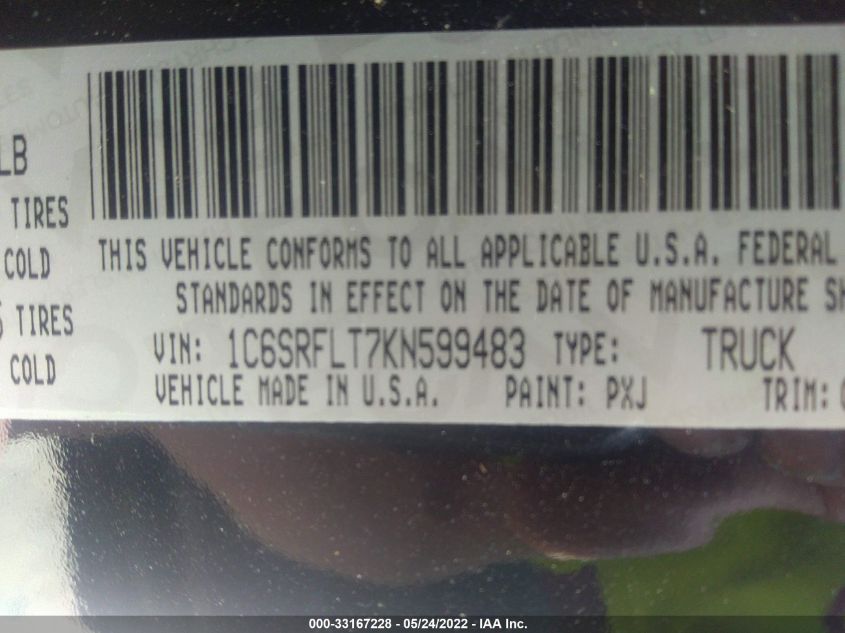 LB
TIRES
COLD
TIRES
COLD
THIS VEHICLE CONFORMS TO ALL APPLICABLE U.S.A. FEDERAL
STANDARDS IN EFFECT ON THE DATE OF MANUFACTURE SH
VIN: 1C6SRFLT7KN599483 TYPE: TRUCK
VEHICLE MADE IN U.S.A. PAINT: PXJ TRIM:
000-33167228 - 05/24/2022 - IAA Inc.